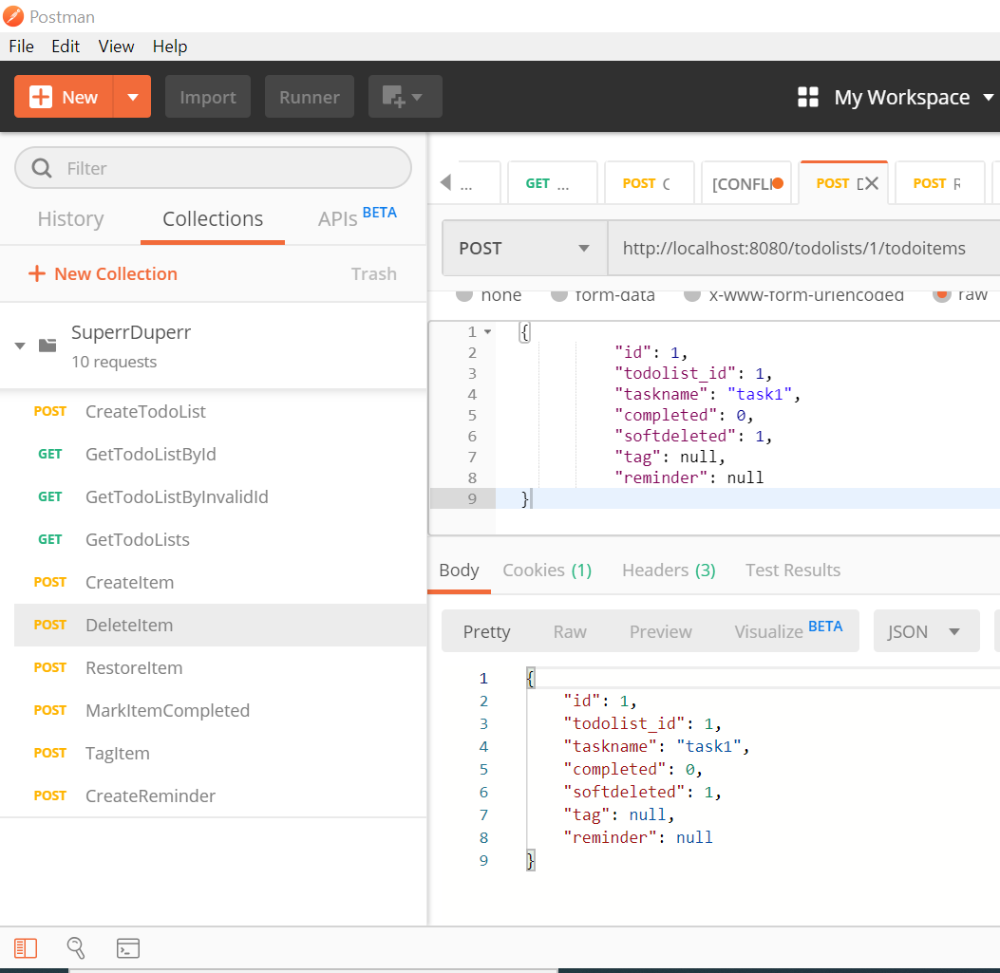 Postman
File Edit View Help
New Import Runner My Workspace
Filter
History Collections APIs BETA
New Collection Trash
SuperrDuperr
10 requests
POST CreateTodoList
GET GetTodoListById
GET GetTodoListByInvalidId
GET GetTodoLists
POST CreateItem
POST DeleteItem
POST RestoreItem
POST MarkItemCompleted
POST TagItem
POST CreateReminder
... GET ... POST C [CONFLI POST POST R
POST http://localhost:8080/todolists/1/todoitems
none form-data x-www-form-urlencoded raw
1 {
2 "id": 1,
3 "todolist_id": 1,
4 "taskname": "task1",
5 "completed": 0,
6 "softdeleted": 1,
7 "tag": null,
8 "reminder": null
9 }
Body Cookies (1) Headers (3) Test Results
Pretty Raw Preview Visualize BETA JSON
1 {
2 "id": 1,
3 "todolist_id": 1,
4 "taskname": "task1",
5 "completed": 0,
6 "softdeleted": 1,
7 "tag": null,
8 "reminder": null
9 }